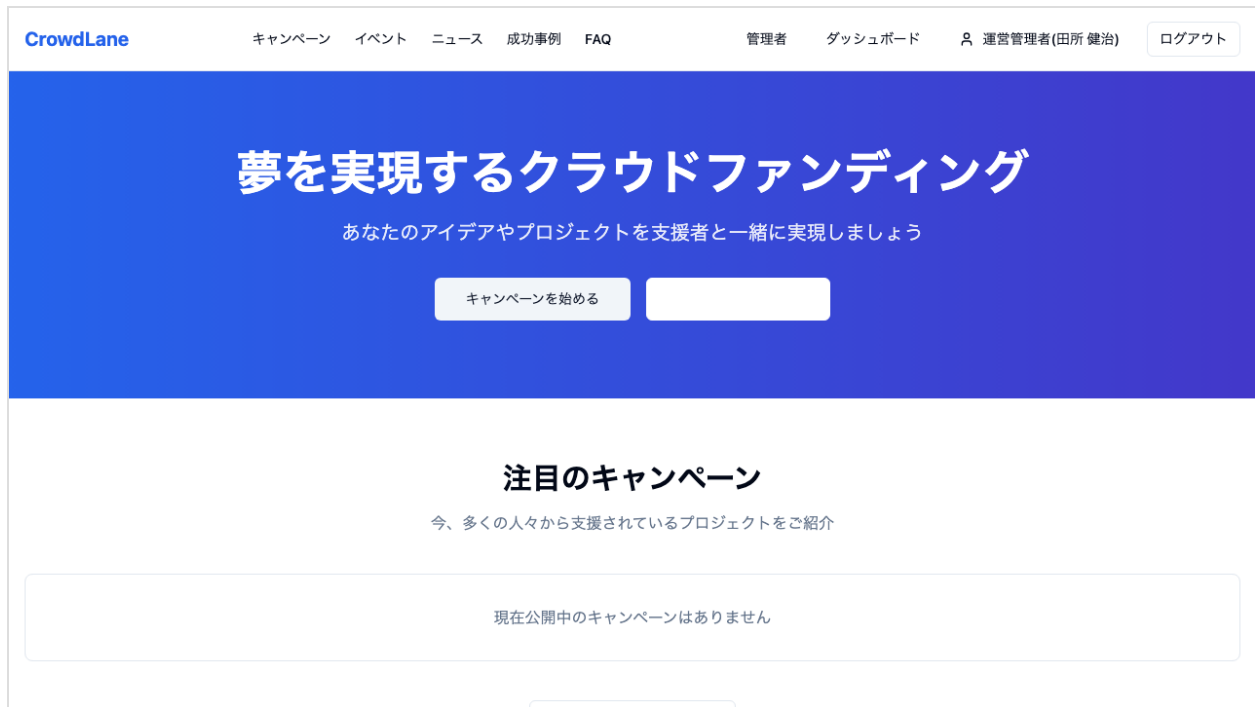 CrowdLane キャンペーン イベント ニュース 成功事例 FAQ 管理者 ダッシュボード 運営管理者(田所 健治) ログアウト
夢を実現するクラウドファンディング
あなたのアイデアやプロジェクトを支援者と一緒に実現しましょう
キャンペーンを始める
注目のキャンペーン
今、多くの人々から支援されているプロジェクトをご紹介
現在公開中のキャンペーンはありません